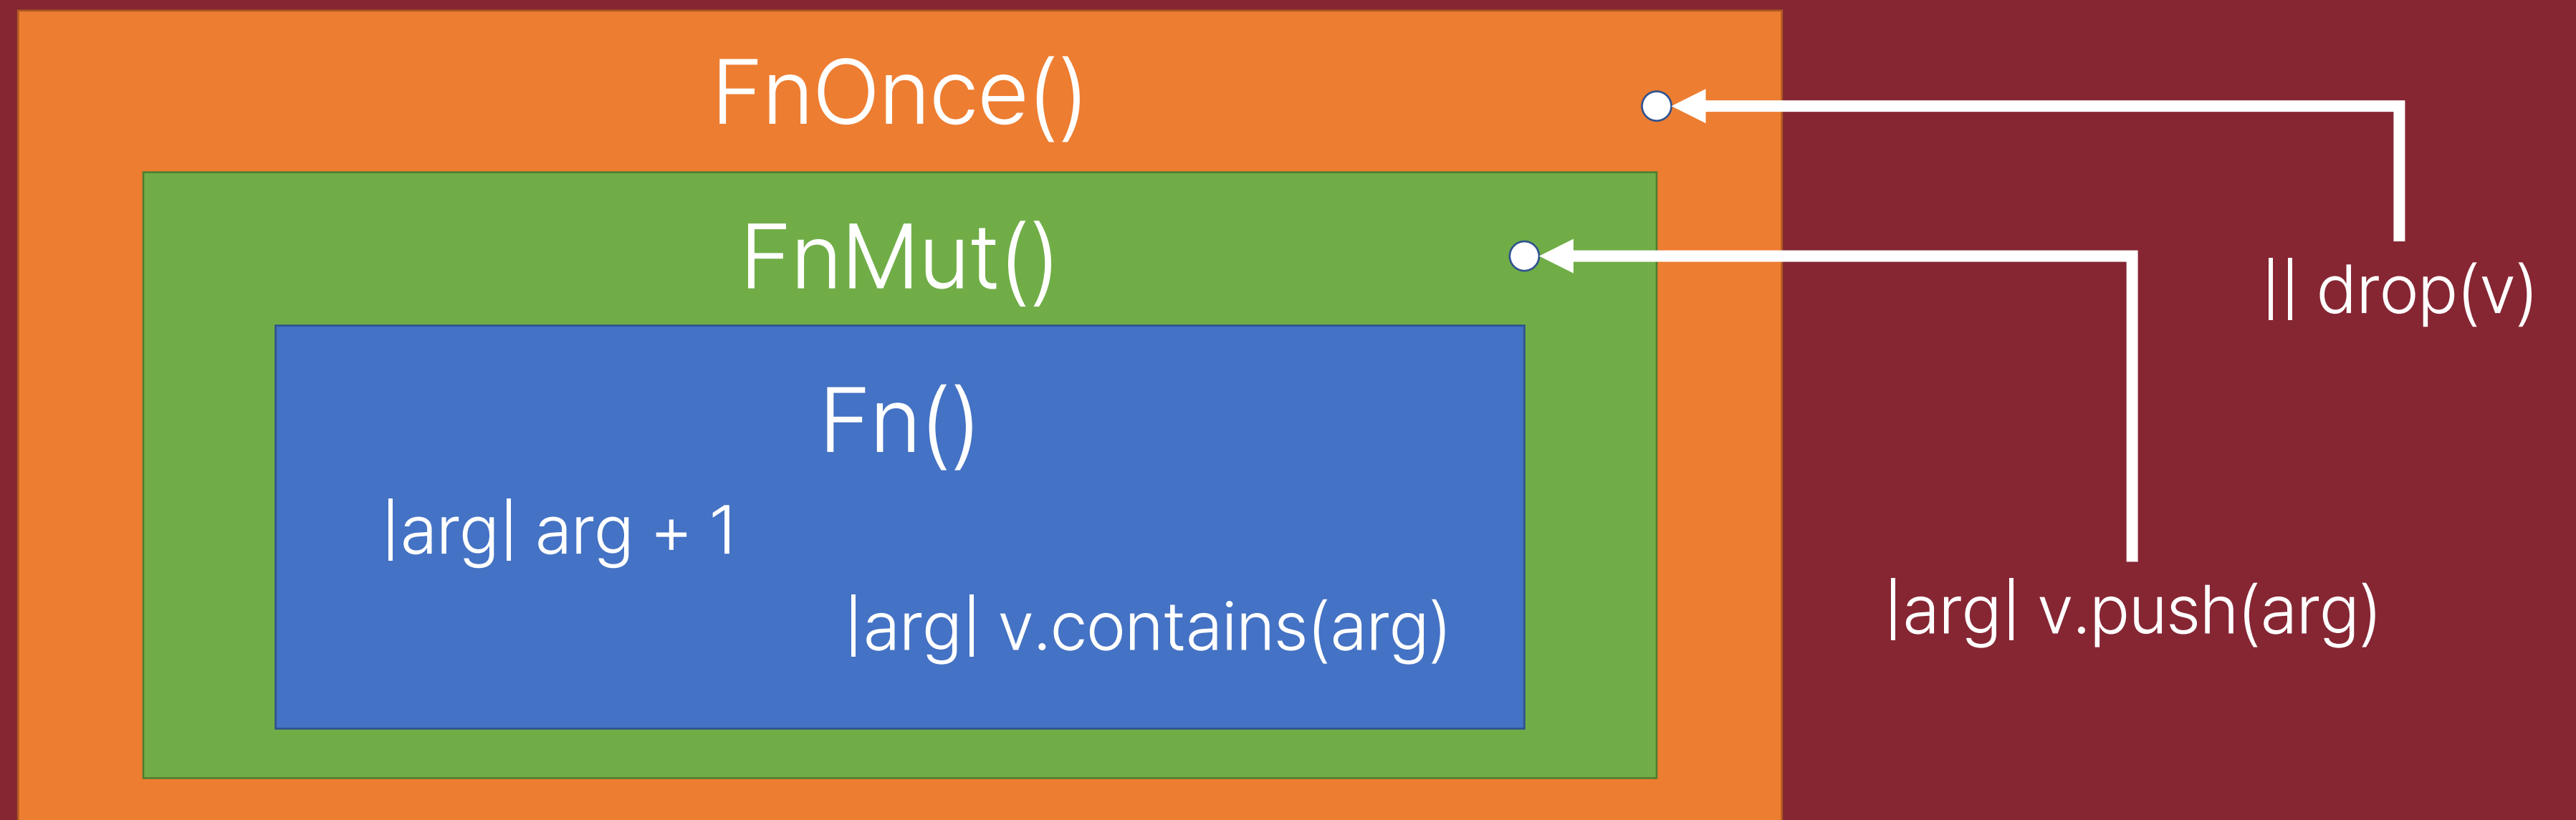 FnOnce()
FnMut()
|| drop(v)
Fn()
|arg| arg + 1
|arg| v.contains(arg)
|arg| v.push(arg)